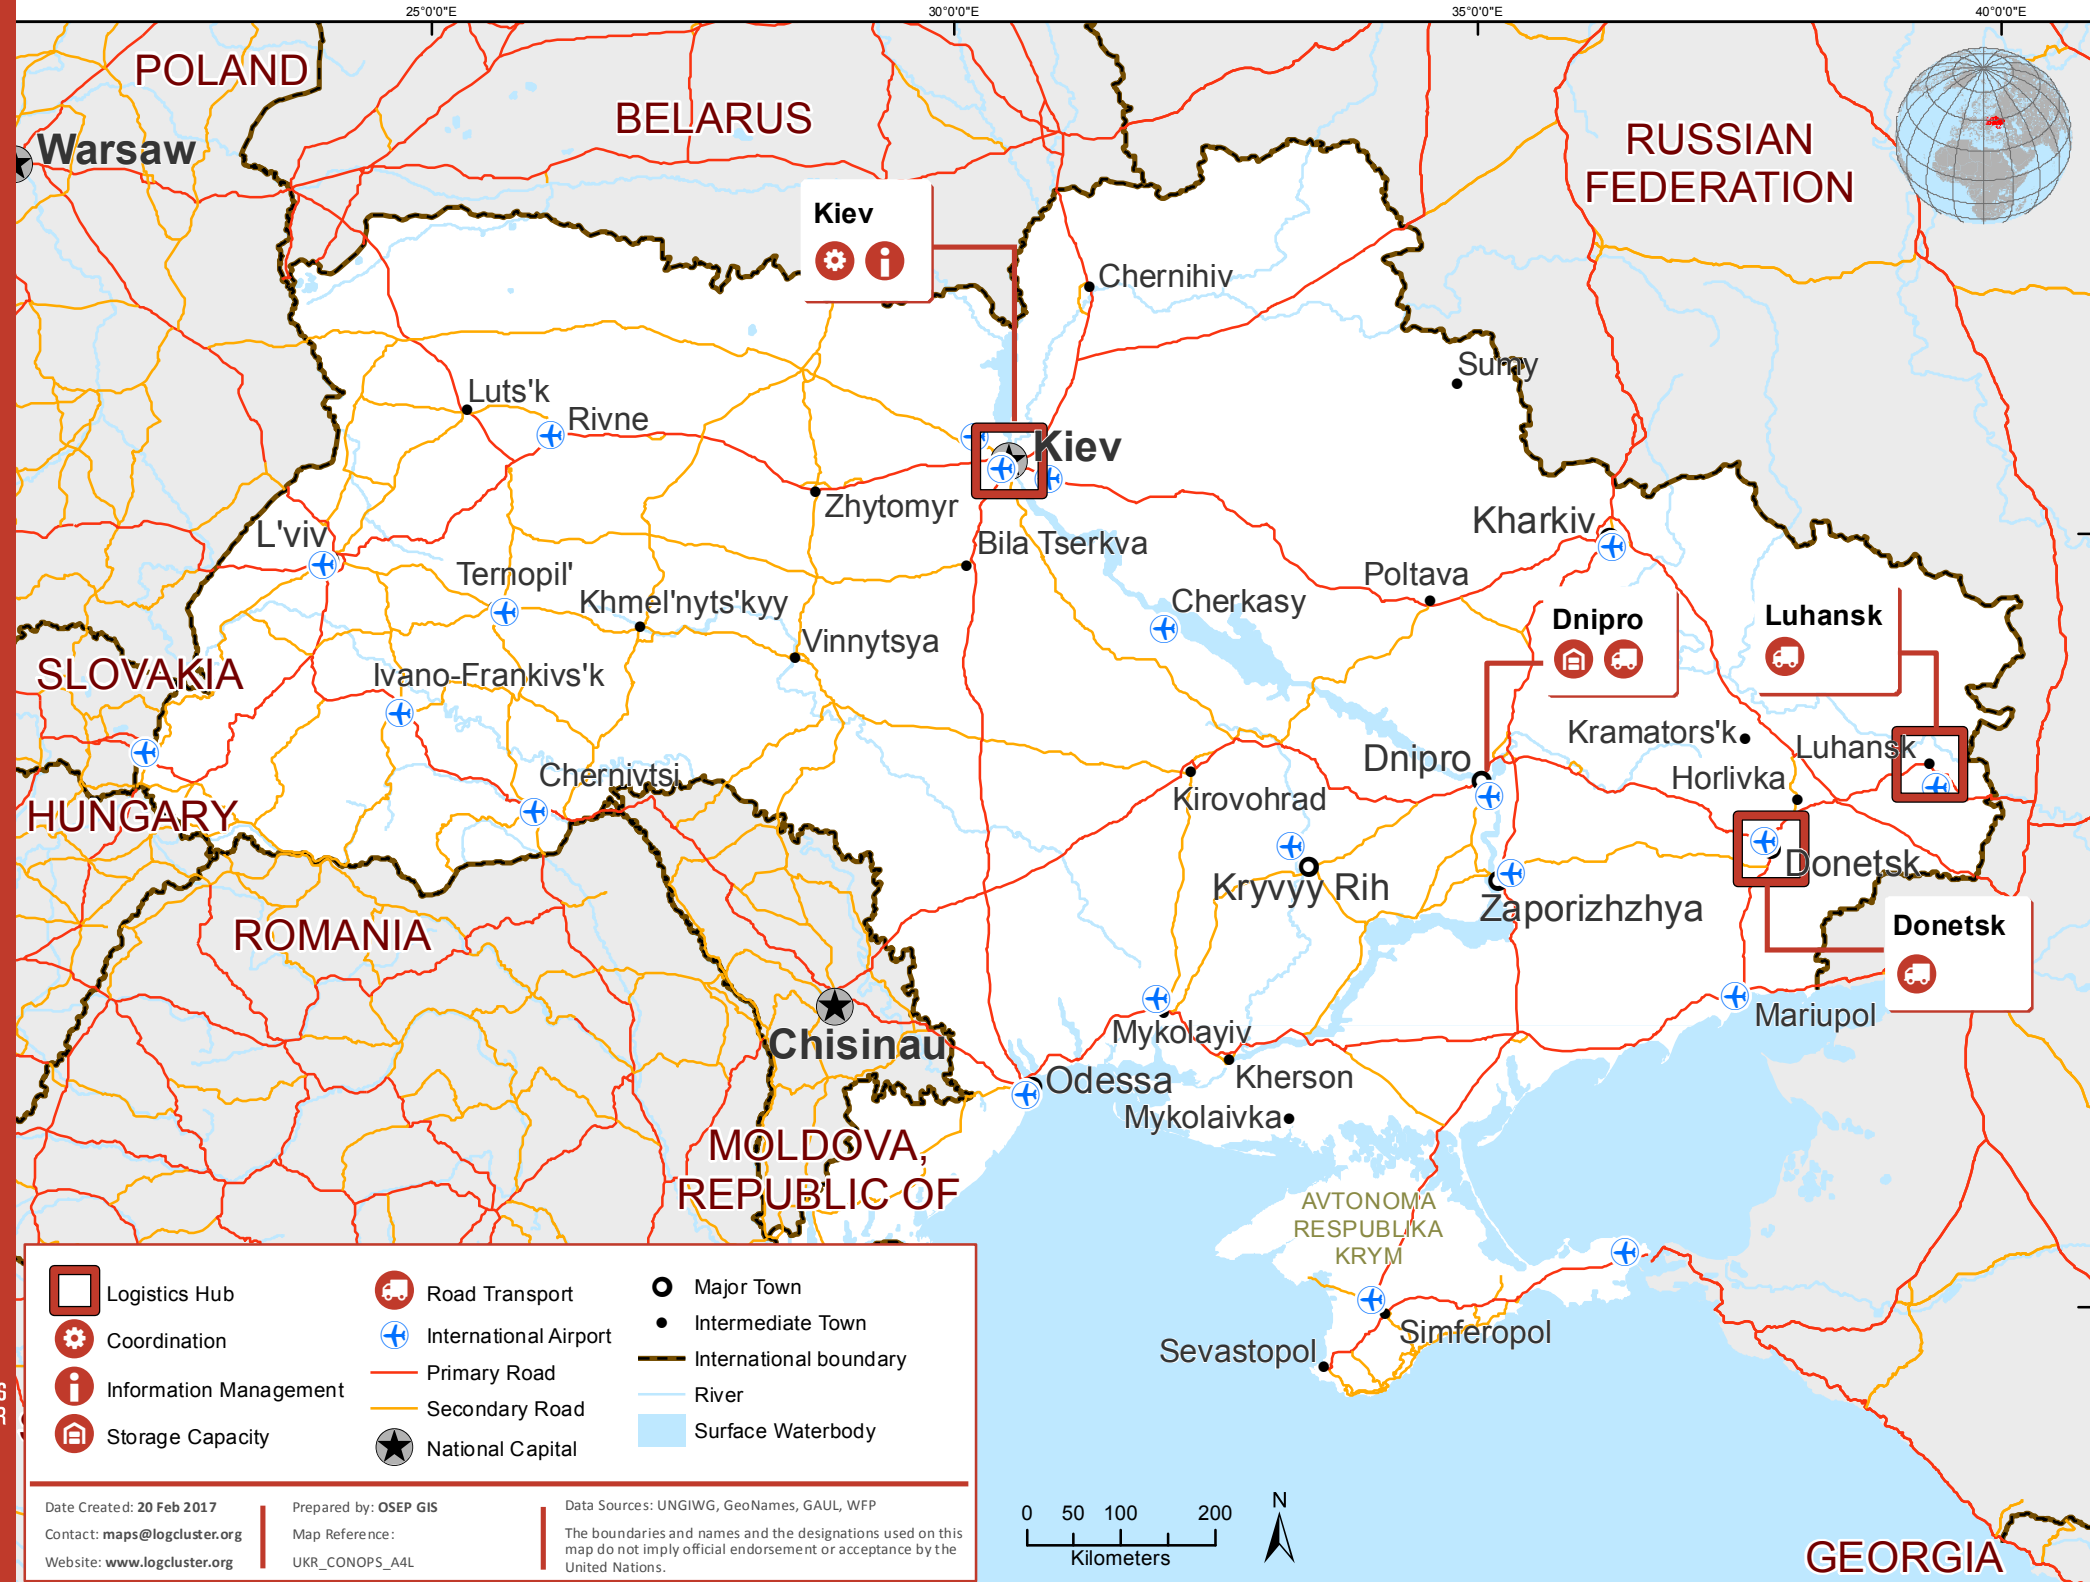 25°0'0"E
30°0'0"E
35°0'0"E
40°0'0"E
POLAND
BELARUS
RUSSIAN
FEDERATION
Warsaw
Kiev
Chernihiv
Sumy
Luts'k
Rivne
Kiev
Zhytomyr
Kharkiv
L'viv
Bila Tserkva
Ternopil'
Khmel'nyts'kyy
Poltava
Cherkasy
Dnipro
Luhansk
Vinnytsya
SLOVAKIA
Ivano-Frankivs'k
Kramators'k
Luhansk
Dnipro
Horlivka
Chernivtsi
Kirovohrad
HUNGARY
Donetsk
Kryvyy Rih
Zaporizhzhya
Donetsk
ROMANIA
Mariupol
Mykolayiv
Chisinau
Odessa
Kherson
Mykolaivka
MOLDOVA,
REPUBLIC OF
AVTONOMA
RESPUBLIKA
KRYM
Simferopol
Sevastopol
GEORGIA
Logistics Hub
Coordination
Information Management
Storage Capacity
Road Transport
International Airport
Primary Road
Secondary Road
National Capital
Major Town
Intermediate Town
International boundary
River
Surface Waterbody
Date Created: 20 Feb 2017
Contact: maps@logcluster.org
Website: www.logcluster.org
Prepared by: OSEP GIS
Map Reference:
UKR_CONOPS_A4L
Data Sources: UNGIWG, GeoNames, GAUL, WFP
The boundaries and names and the designations used on this
map do not imply official endorsement or acceptance by the
United Nations.
0 50 100 200
Kilometers
N